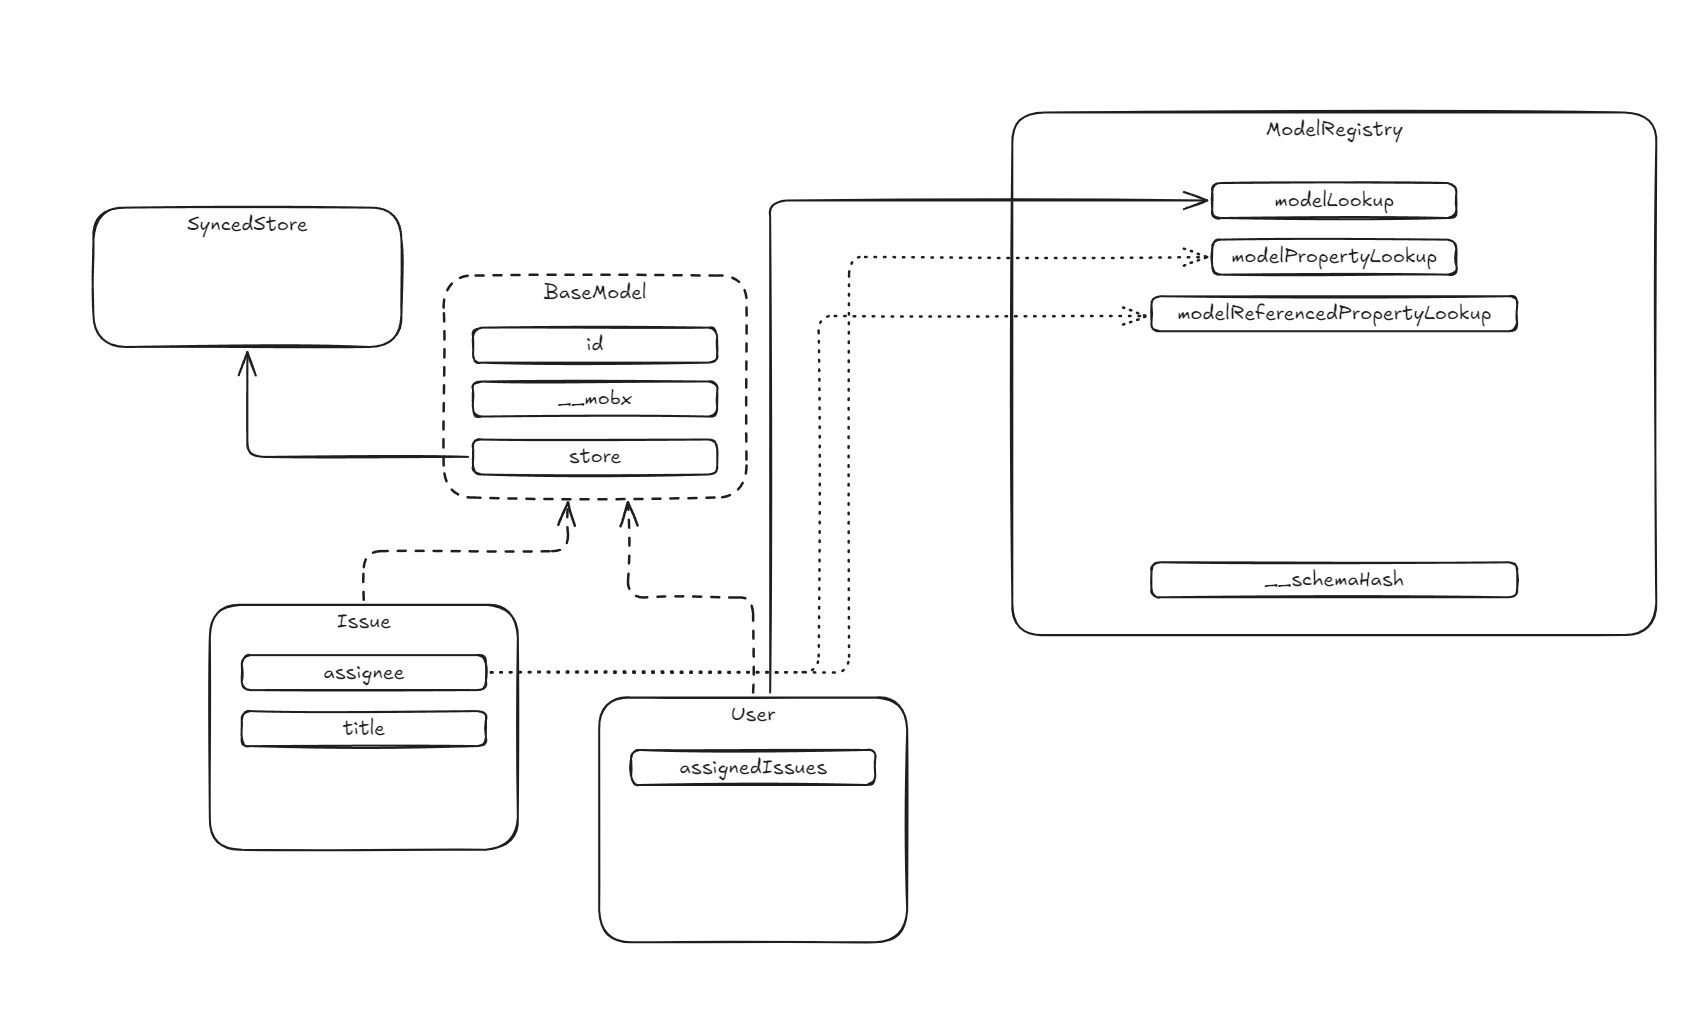 ModelRegistry
modelLookup
modelPropertyLookup
modelReferencedPropertyLookup
__schemaHash
SyncedStore
BaseModel
id
__mobx
store
Issue
assignee
title
User
assignedIssues